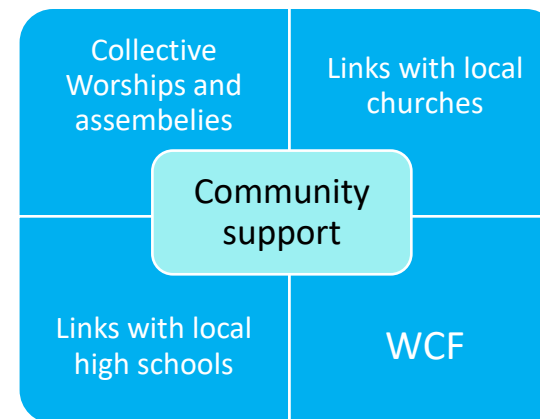 Collective
Worships and
assembelies
Links with local
churches
Community
support
Links with local
high schools
WCF